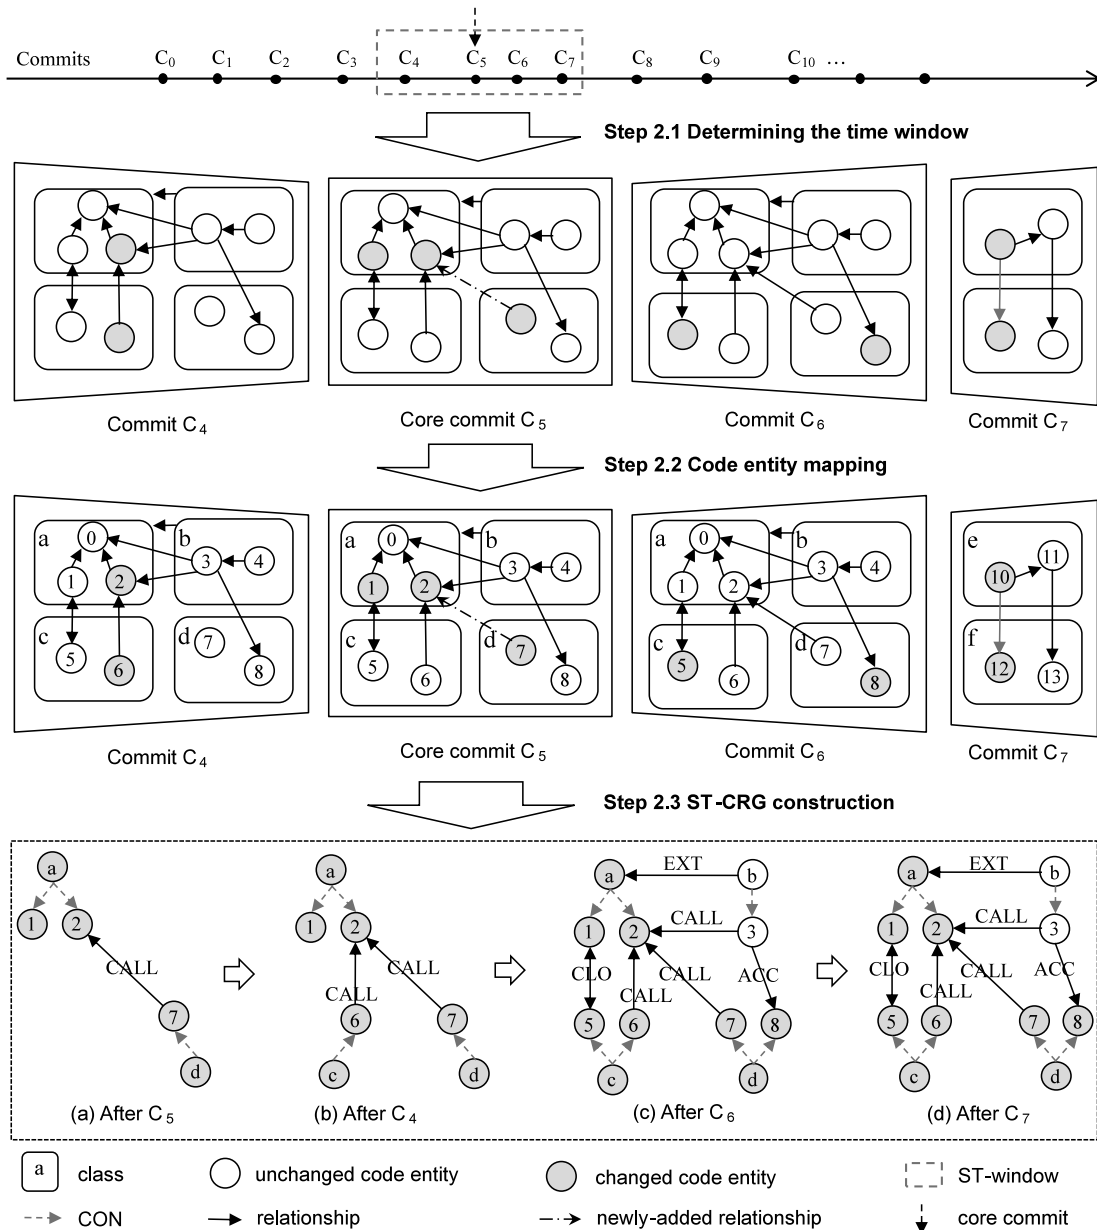 Commits C0 C1 C2 C3 C4 C5 C6 C7 C8 C9 C10 ...
Step 2.1 Determining the time window
Commit C4 Core commit C5 Commit C6 Commit C7
Step 2.2 Code entity mapping
a 0 b a 0 b a 0 b e 11
1 2 3 4 1 2 3 4 1 2 3 4 10
c 5 6 d 7 8 c 5 6 d 7 8 c 5 6 d 7 8 f 12 13
Commit C4 Core commit C5 Commit C6 Commit C7
Step 2.3 ST-CRG construction
a a a EXT b a EXT b
1 2 1 2 1 2 CALL 3 1 2 CALL 3
CALL CALL CALL CLO CALL CALL ACC CLO CALL CALL ACC
7 6 7 5 6 7 8 5 6 7 8
d c d c d c d
(a) After C5 (b) After C4 (c) After C6 (d) After C7
a class unchanged code entity changed code entity ST-window
CON relationship newly-added relationship core commit